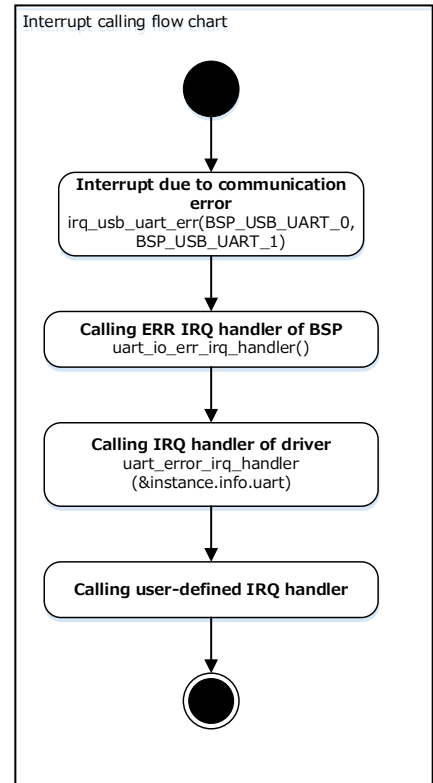 Interrupt calling flow chart
Interrupt due to communication
error
irq_usb_uart_err(BSP_USB_UART_0,
BSP_USB_UART_1)
Calling ERR IRQ handler of BSP
uart_io_err_irq_handler()
Calling IRQ handler of driver
uart_error_irq_handler
(&instance.info.uart)
Calling user-defined IRQ handler